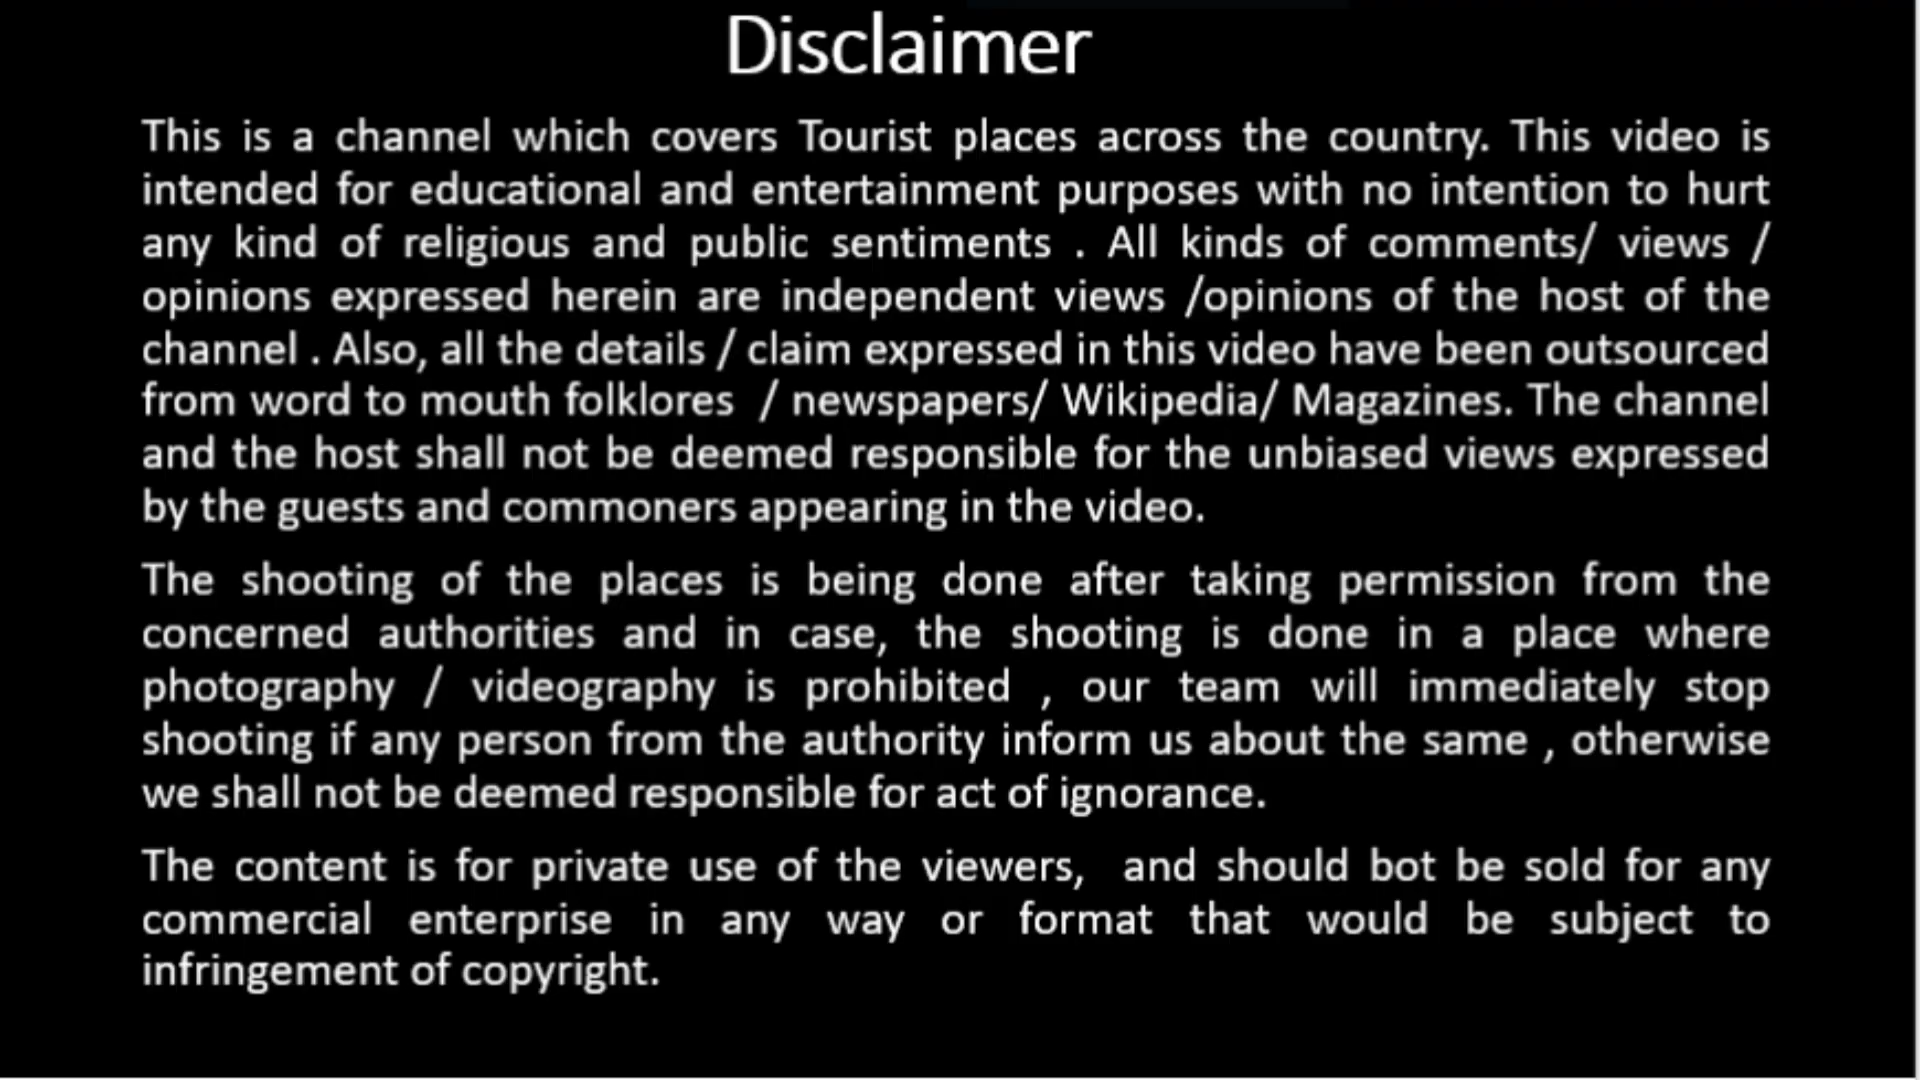 Disclaimer
This is a channel which covers Tourist places across the country. This video is
intended for educational and entertainment purposes with no intention to hurt
any kind of religious and public sentiments . All kinds of comments/ views /
opinions expressed herein are independent views /opinions of the host of the
channel . Also, all the details / claim expressed in this video have been outsourced
from word to mouth folklores  / newspapers/ Wikipedia/ Magazines. The channel
and the host shall not be deemed responsible for the unbiased views expressed
by the guests and commoners appearing in the video.
The shooting of the places is being done after taking permission from the
concerned authorities and in case, the shooting is done in a place where
photography / videography is prohibited , our team will immediately stop
shooting if any person from the authority inform us about the same , otherwise
we shall not be deemed responsible for act of ignorance.
The content is for private use of the viewers,  and should bot be sold for any
commercial enterprise in any way or format that would be subject to
infringement of copyright.